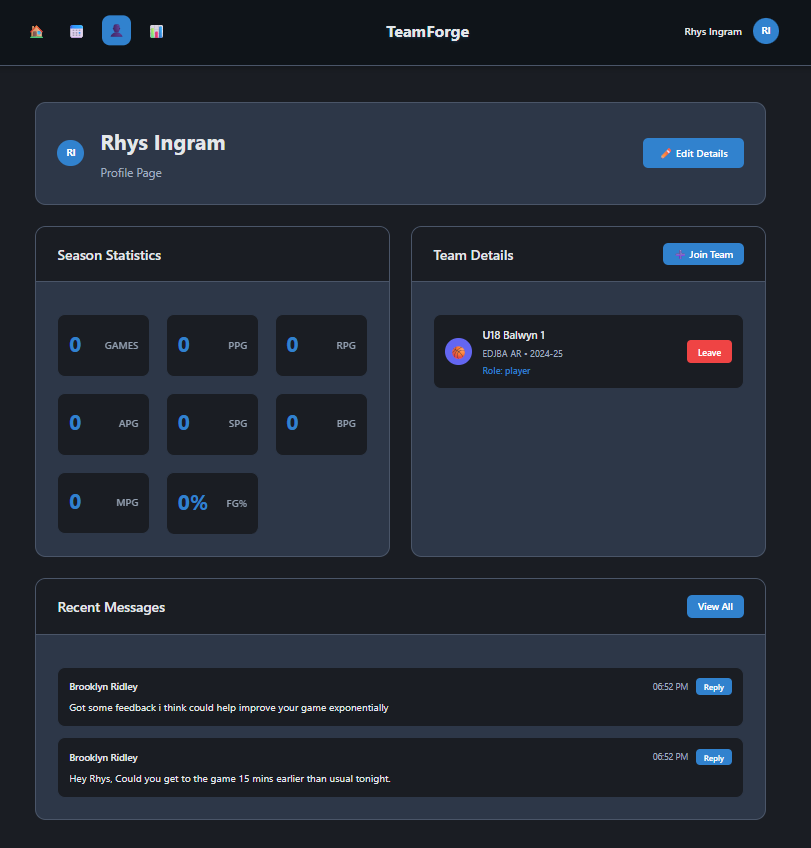 TeamForge
Rhys Ingram
RI
RI
Rhys Ingram
Profile Page
Edit Details
Season Statistics
0 GAMES
0 PPG
0 RPG
0 APG
0 SPG
0 BPG
0 MPG
0% FG%
Team Details
Join Team
U18 Balwyn 1
EDJBA AR • 2024-25
Role: player
Leave
Recent Messages
View All
Brooklyn Ridley
06:52 PM
Reply
Got some feedback i think could help improve your game exponentially
Brooklyn Ridley
06:52 PM
Reply
Hey Rhys, Could you get to the game 15 mins earlier than usual tonight.